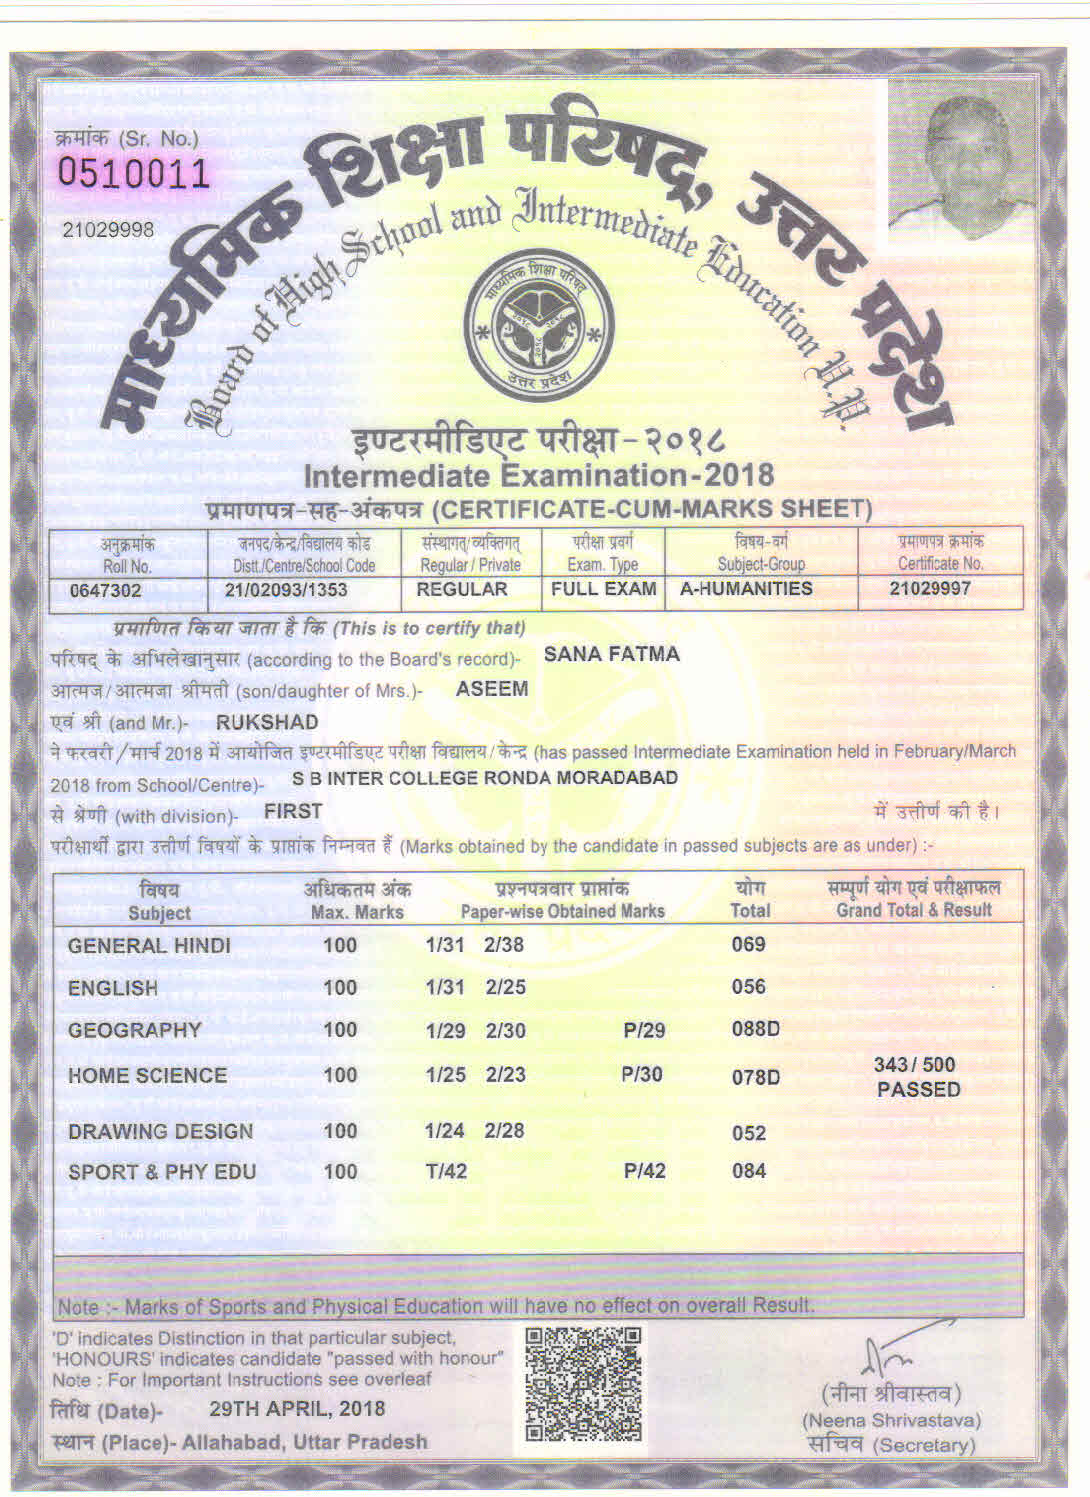 क्रमांक (Sr. No.)
0510011
21029998
माध्यमिक शिक्षा परिषद्, उत्तर प्रदेश
Board of High School and Intermediate Education U.P.
माध्यमिक शिक्षा परिषद्
२०१८ २०१८
२०१८
उत्तर प्रदेश
इण्टरमीडिएट परीक्षा-२०१८
Intermediate Examination-2018
प्रमाणपत्र-सह-अंकपत्र (CERTIFICATE-CUM-MARKS SHEET)
अनुक्रमांक जनपद/केन्द्र/विद्यालय कोड संस्थागत्/व्यक्तिगत् परीक्षा प्रवर्ग विषय-वर्ग प्रमाणपत्र क्रमांक
Roll No. Distt./Centre/School Code Regular / Private Exam. Type Subject-Group Certificate No.
0647302 21/02093/1353 REGULAR FULL EXAM A-HUMANITIES 21029997
प्रमाणित किया जाता है कि (This is to certify that)
परिषद् के अभिलेखानुसार (according to the Board's record)- SANA FATMA
आत्मज/आत्मजा श्रीमती (son/daughter of Mrs.)- ASEEM
एवं श्री (and Mr.)- RUKSHAD
ने फरवरी/मार्च 2018 में आयोजित इण्टरमीडिएट परीक्षा विद्यालय/केन्द्र (has passed Intermediate Examination held in February/March
2018 from School/Centre)- S B INTER COLLEGE RONDA MORADABAD
से श्रेणी (with division)- FIRST में उत्तीर्ण की है।
परीक्षार्थी द्वारा उत्तीर्ण विषयों के प्राप्तांक निम्नवत हैं (Marks obtained by the candidate in passed subjects are as under) :-
विषय अधिकतम अंक प्रश्नपत्रवार प्राप्तांक योग सम्पूर्ण योग एवं परीक्षाफल
Subject Max. Marks Paper-wise Obtained Marks Total Grand Total & Result
GENERAL HINDI 100 1/31 2/38 069
ENGLISH 100 1/31 2/25 056
GEOGRAPHY 100 1/29 2/30 P/29 088D
HOME SCIENCE 100 1/25 2/23 P/30 078D 343/ 500
PASSED
DRAWING DESIGN 100 1/24 2/28 052
SPORT & PHY EDU 100 T/42 P/42 084
Note :- Marks of Sports and Physical Education will have no effect on overall Result.
'D' indicates Distinction in that particular subject,
'HONOURS' indicates candidate "passed with honour"
Note : For Important Instructions see overleaf
तिथि (Date)- 29TH APRIL, 2018
स्थान (Place)- Allahabad, Uttar Pradesh
(नीना श्रीवास्तव)
(Neena Shrivastava)
सचिव (Secretary)